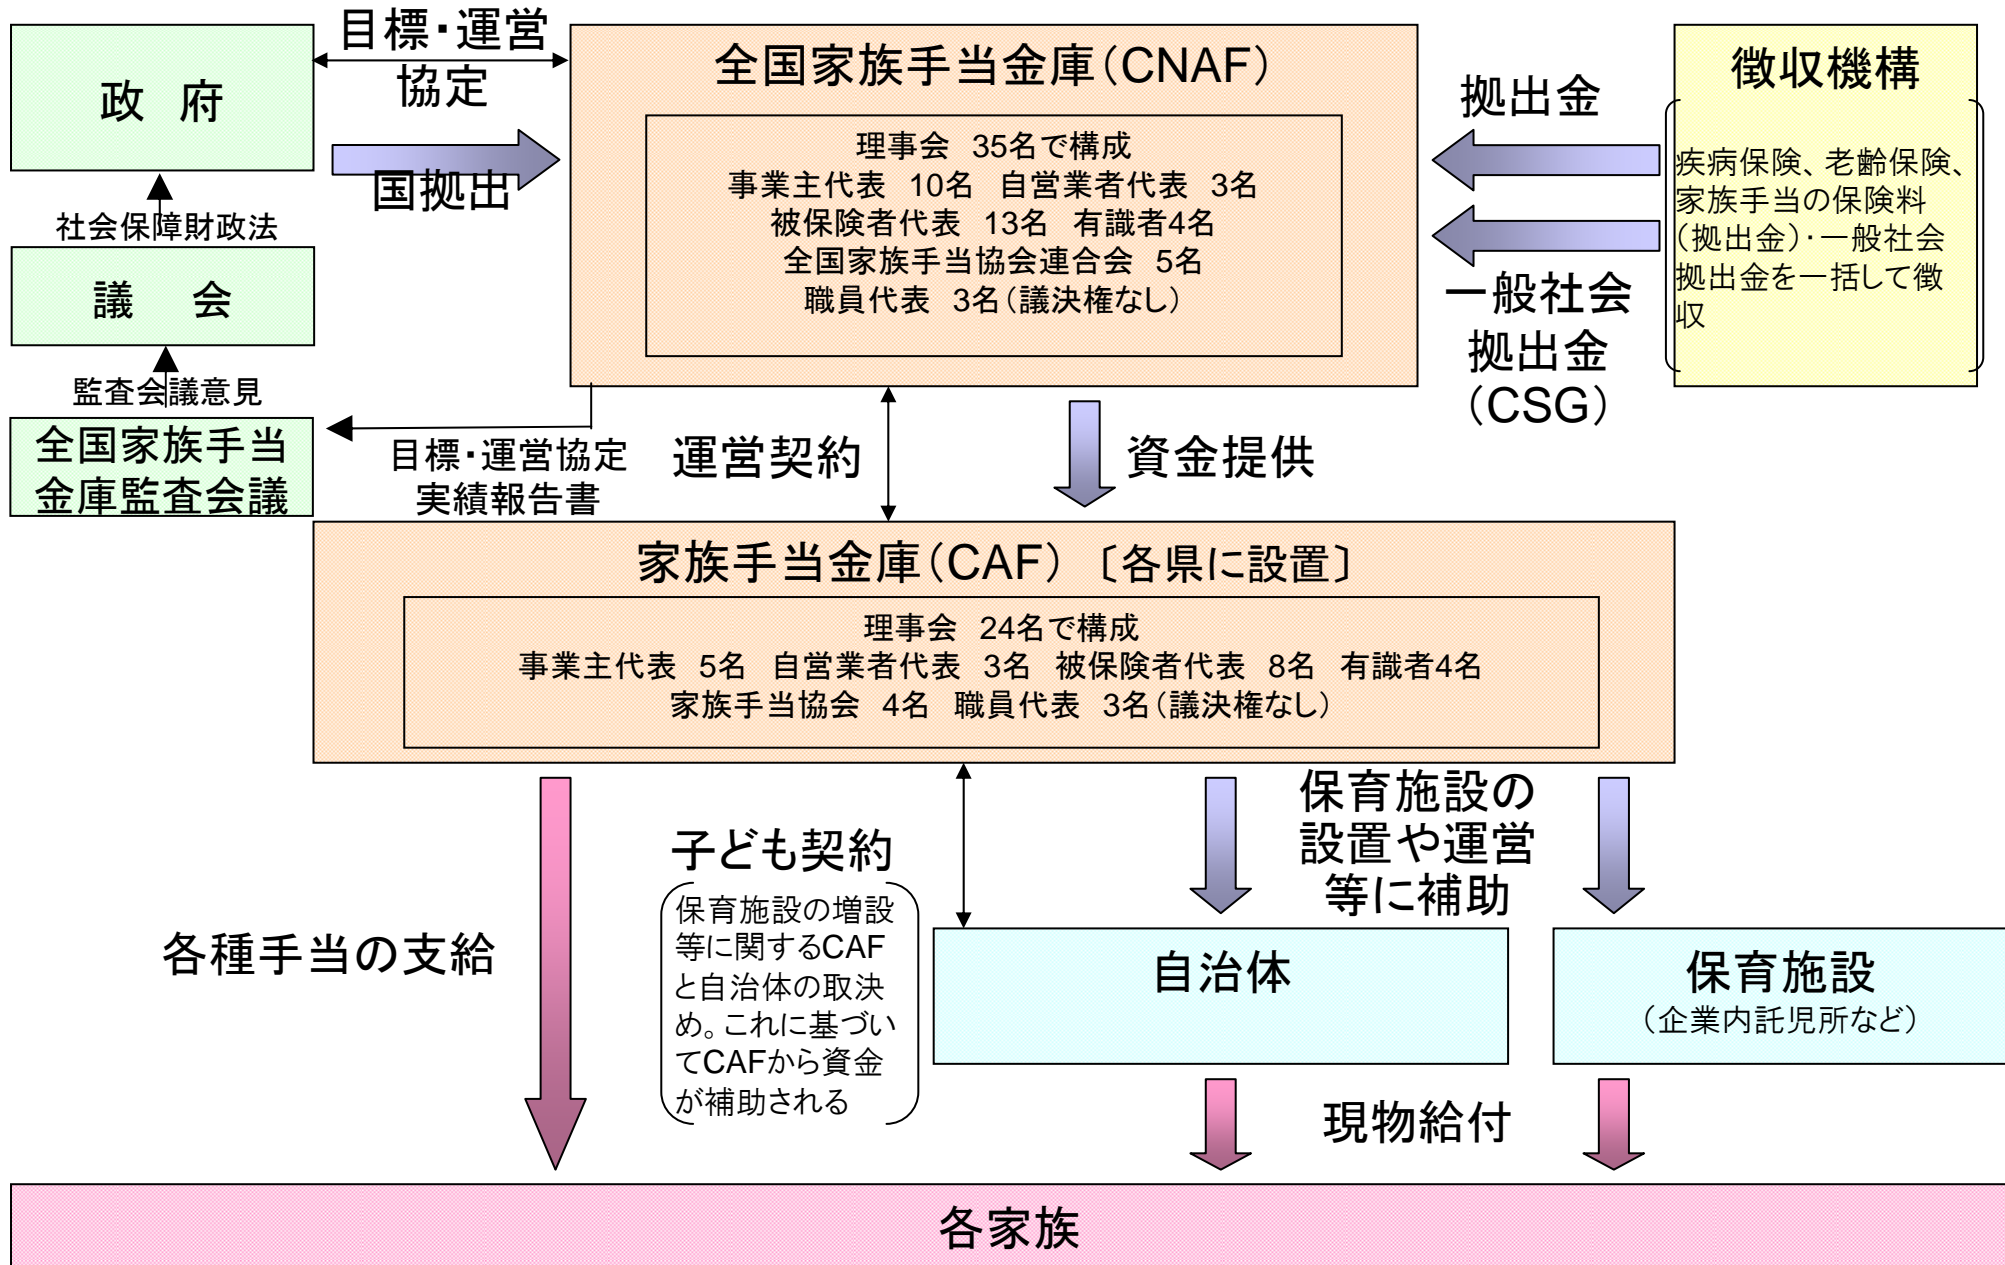 目標・運営
協定
政　府
国拠出
社会保障財政法
議　会
監査会議意見
全国家族手当
金庫監査会議
目標・運営協定
実績報告書
全国家族手当金庫（CNAF）
理事会　35名で構成
事業主代表　10名　自営業者代表　3名
被保険者代表　13名　有識者4名
全国家族手当協会連合会　5名
職員代表　3名（議決権なし）
拠出金
一般社会
拠出金
（CSG）
徴収機構
疾病保険、老齢保険、
家族手当の保険料
（拠出金）・一般社会
拠出金を一括して徴
収
運営契約
資金提供
家族手当金庫（CAF）〔各県に設置〕
理事会　24名で構成
事業主代表　5名　自営業者代表　3名　被保険者代表　8名　有識者4名
家族手当協会　4名　職員代表　3名（議決権なし）
各種手当の支給
子ども契約
保育施設の増設
等に関するCAF
と自治体の取決
め。これに基づい
てCAFから資金
が補助される
保育施設の
設置や運営
等に補助
自治体
保育施設
（企業内託児所など）
現物給付
各家族